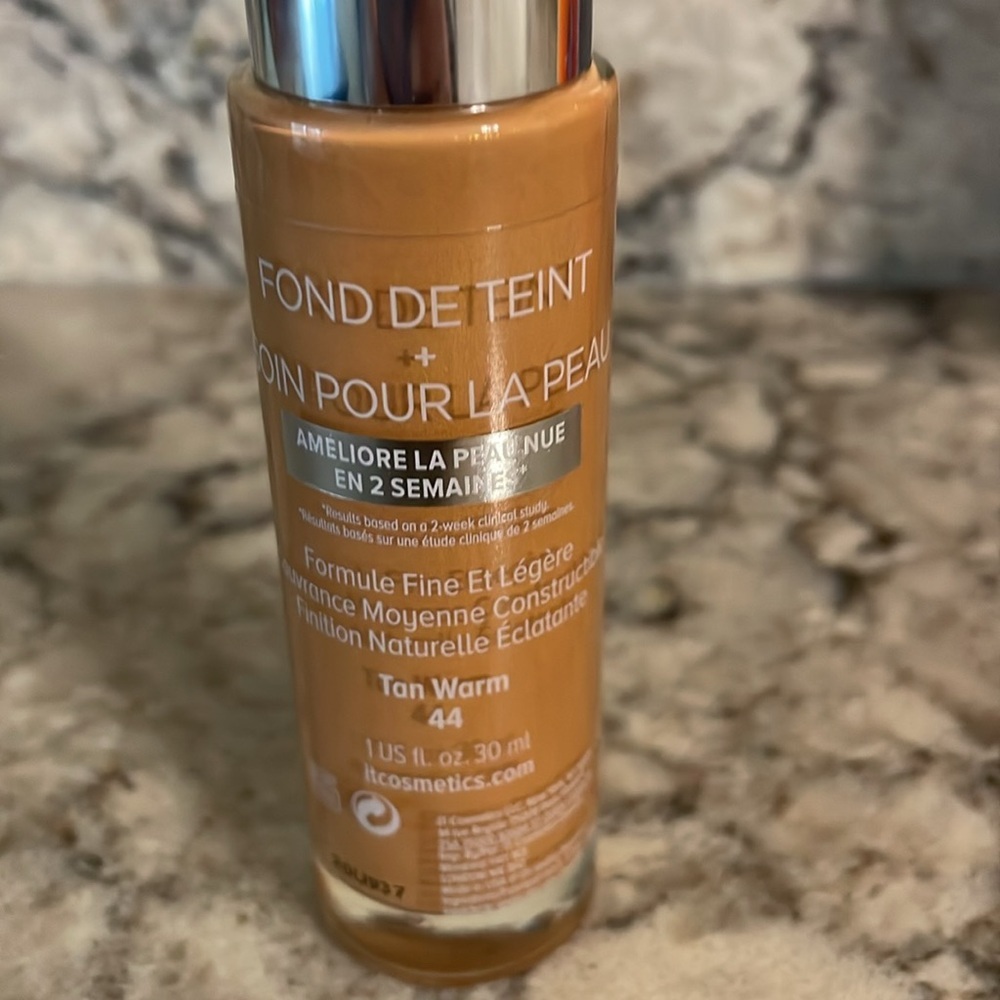 FOND DE TEINT
+
OIN POUR LA PEAU
AMÉLIORE LA PEAU NUE
EN 2 SEMAINES*
*Results based on a 2-week clinical study.
*Résultats basés sur une étude clinique de 2 semaines.
Formule Fine Et Légère
ouvrance Moyenne Constructible
Finition Naturelle Éclatante
Tan Warm
44
1 US fl. oz. 30 ml
itcosmetics.com